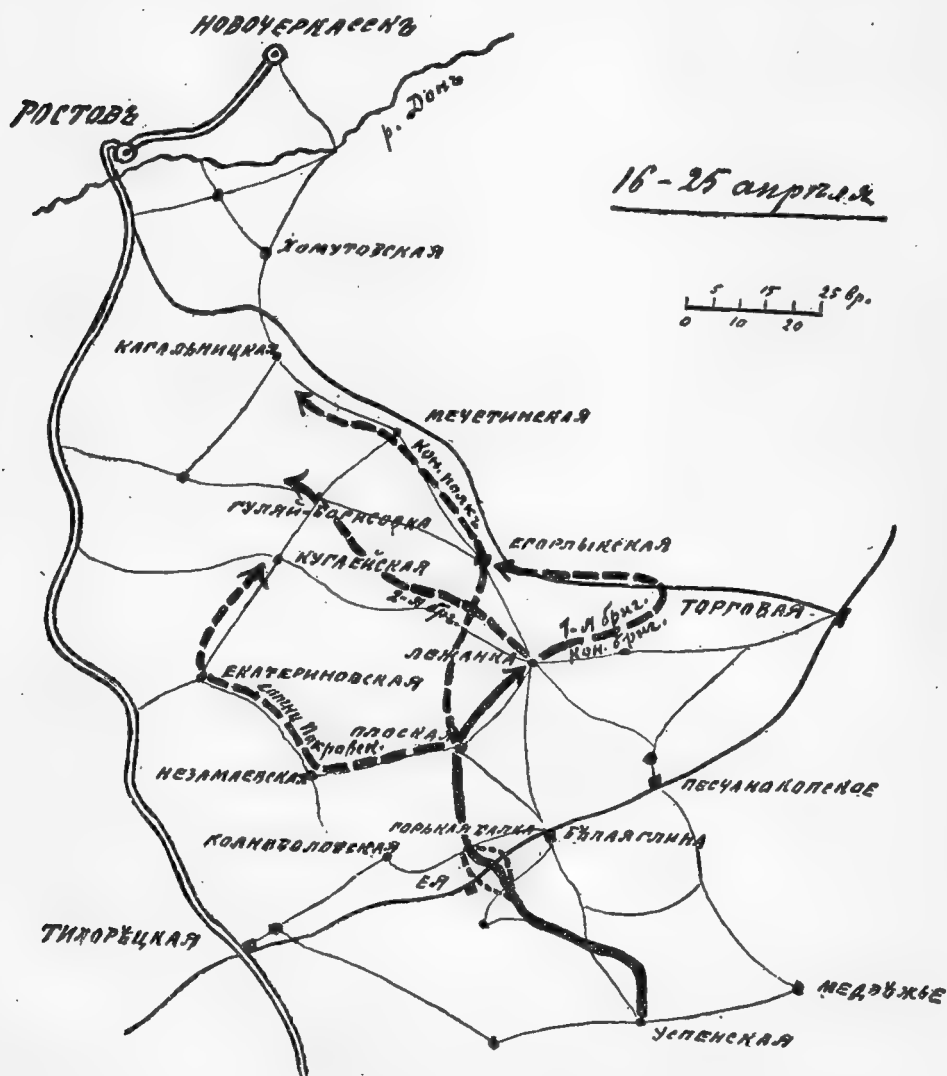 НОВОЧЕРКАССКЪ
РОСТОВЪ
р. Донъ
16-25 апрѣля
ХОМУТОВСКАЯ
5 15 25 вр.
0 10 20
КАГАЛЬНИЦКАЯ
МЕЧЕТИНСКАЯ
Кон. полкъ
ГУЛЯЙ-БОРИСОВКА
ЕГОРЛЫКСКАЯ
КУГЛЕЙСКАЯ
2-я бриг.
1-я бриг.
Кон. бриг.
ТОРГОВАЯ
ЛЕЖАНКА
ЕКАТЕРИНОВСКАЯ
сотни Покровск.
ПЛОСКАЯ
НЕЗАМАЕВСКАЯ
ПЕСЧАНОКОПСКОЕ
ГОРЬКАЯ БАЛКА
БѢЛАЯ ГЛИНА
ЕЯ
ТИХОРѢЦКАЯ
МЕДВѢЖЬЕ
УСПЕНСКАЯ